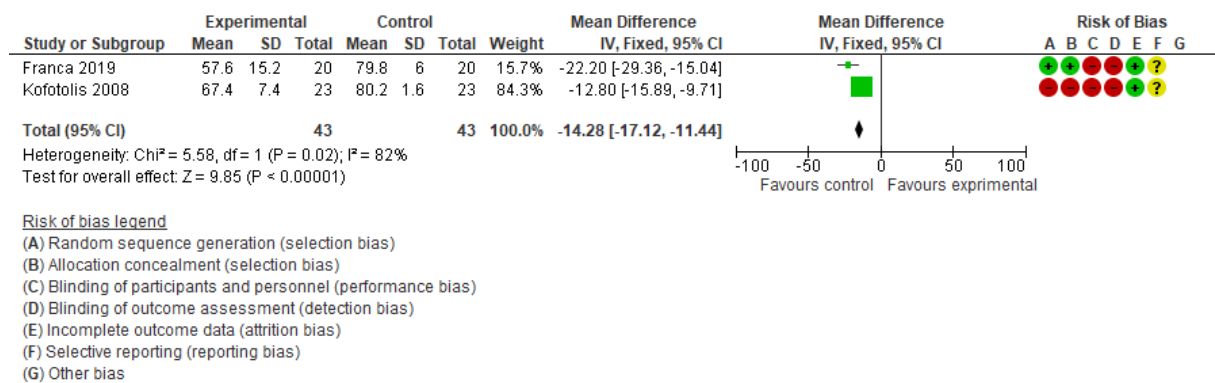 Experimental Control Mean Difference Mean Difference Risk of Bias
Study or Subgroup Mean SD Total Mean SD Total Weight IV, Fixed, 95% CI IV, Fixed, 95% CI A B C D E F G
Franca 2019 57.6 15.2 20 79.8 6 20 15.7% -22.20 [-29.36, -15.04] + + - - + ?
Kofotolis 2008 67.4 7.4 23 80.2 1.6 23 84.3% -12.80 [-15.89, -9.71] - - - - + ?
Total (95% CI) 43 43 100.0% -14.28 [-17.12, -11.44]
Heterogeneity: Chi² = 5.58, df = 1 (P = 0.02); I² = 82%
Test for overall effect: Z = 9.85 (P < 0.00001)
-100 -50 0 50 100
Favours control Favours exprimental
Risk of bias legend
(A) Random sequence generation (selection bias)
(B) Allocation concealment (selection bias)
(C) Blinding of participants and personnel (performance bias)
(D) Blinding of outcome assessment (detection bias)
(E) Incomplete outcome data (attrition bias)
(F) Selective reporting (reporting bias)
(G) Other bias